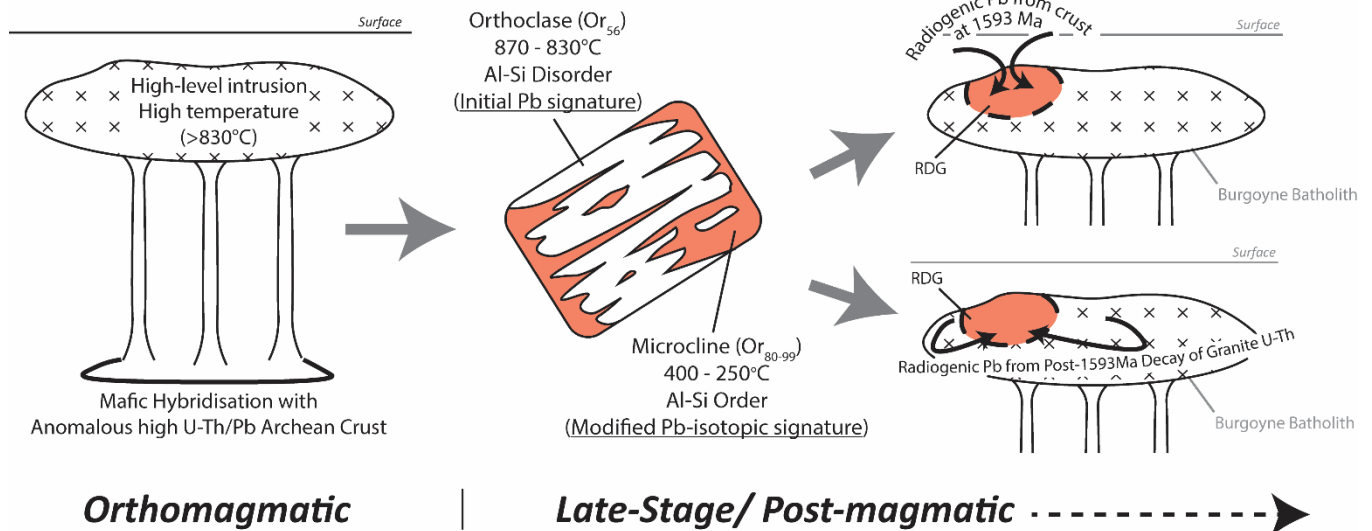 Surface
High-level intrusion
High temperature
(>830°C)
Mafic Hybridisation with
Anomalous high U-Th/Pb Archean Crust
Orthoclase (Or56)
870 - 830°C
Al-Si Disorder
(Initial Pb signature)
Microcline (Or80-99)
400 - 250°C
Al-Si Order
(Modified Pb-isotopic signature)
Radiogenic Pb from crust
at 1593 Ma
Surface
RDG
Burgoyne Batholith
Surface
RDG
Radiogenic Pb from Post-1593Ma Decay of Granite U-Th
Burgoyne Batholith
Orthomagmatic
Late-Stage/ Post-magmatic